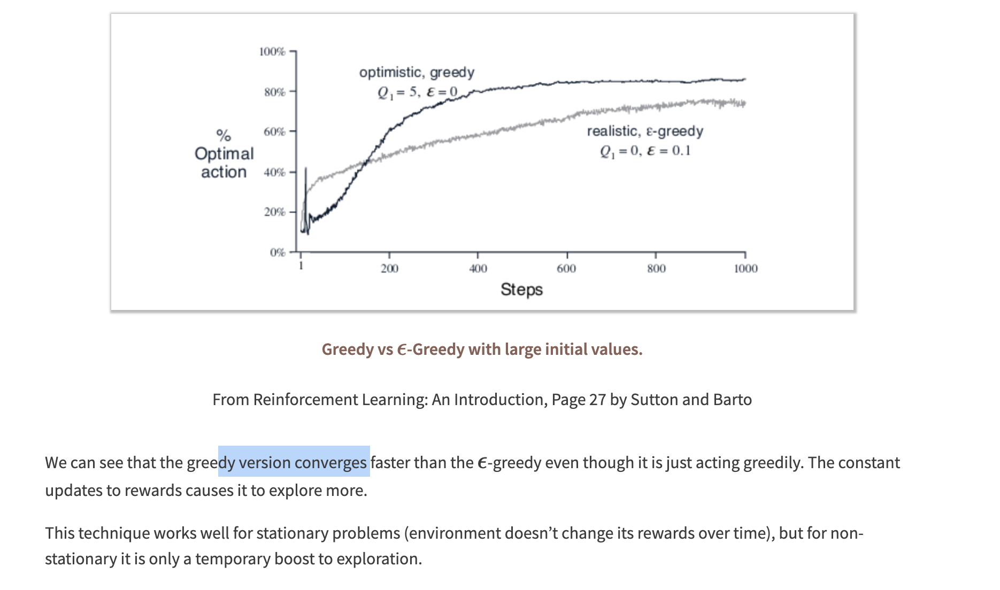 100%
optimistic, greedy
Q₁ = 5, ε = 0
80%
60%
%
Optimal
action
realistic, ε-greedy
Q₁ = 0, ε = 0.1
40%
20%
0%
1 200 400 600 800 1000
Steps
Greedy vs ϵ-Greedy with large initial values.
From Reinforcement Learning: An Introduction, Page 27 by Sutton and Barto
We can see that the greedy version converges faster than the ϵ-greedy even though it is just acting greedily. The constant
updates to rewards causes it to explore more.
This technique works well for stationary problems (environment doesn’t change its rewards over time), but for non-
stationary it is only a temporary boost to exploration.